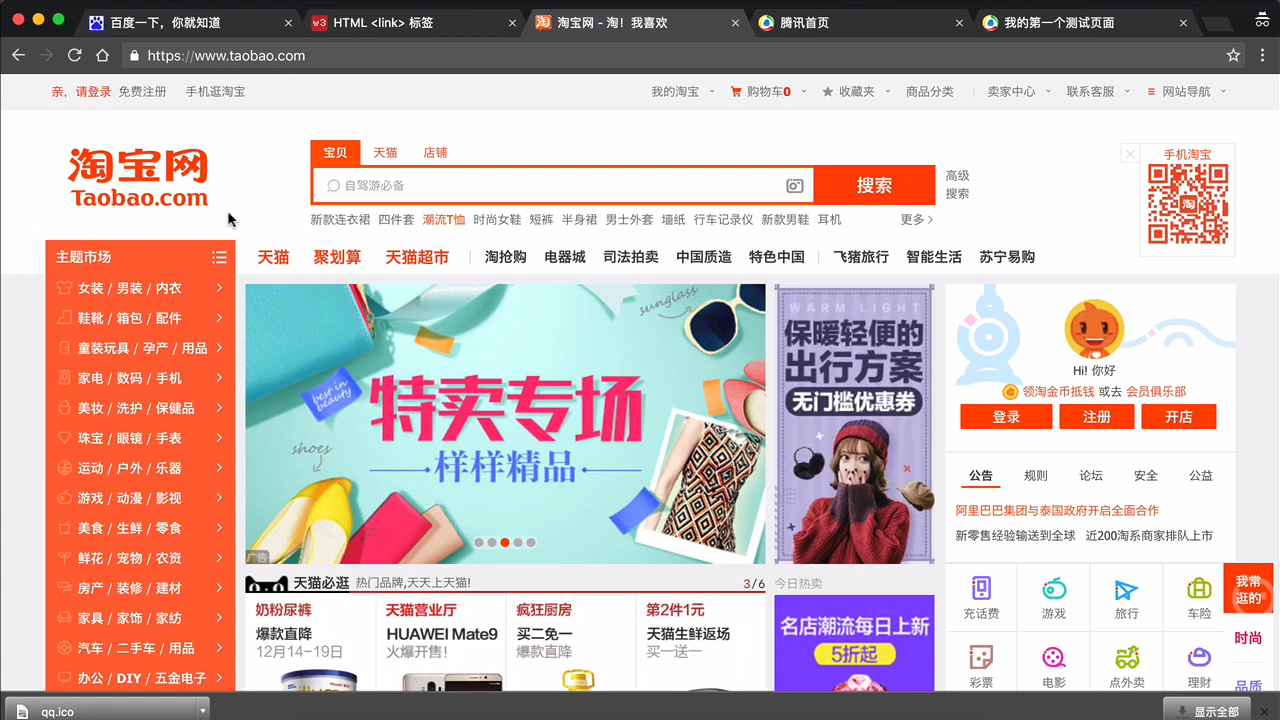 百度一下，你就知道
w3 HTML <link> 标签
淘 淘宝网 - 淘！我喜欢
腾讯首页
我的第一个测试页面
https://www.taobao.com
亲，请登录 免费注册 手机逛淘宝
我的淘宝 购物车0 收藏夹 商品分类 卖家中心 联系客服 网站导航
淘宝网
Taobao.com
宝贝 天猫 店铺
自驾游必备
搜索
高级
搜索
新款连衣裙 四件套 潮流T恤 时尚女鞋 短裤 半身裙 男士外套 墙纸 行车记录仪 新款男鞋 耳机 更多
手机淘宝
淘
主题市场
天猫 聚划算 天猫超市 淘抢购 电器城 司法拍卖 中国质造 特色中国 飞猪旅行 智能生活 苏宁易购
女装 / 男装 / 内衣
鞋靴 / 箱包 / 配件
童装玩具 / 孕产 / 用品
家电 / 数码 / 手机
美妆 / 洗护 / 保健品
珠宝 / 眼镜 / 手表
运动 / 户外 / 乐器
游戏 / 动漫 / 影视
美食 / 生鲜 / 零食
鲜花 / 宠物 / 农资
房产 / 装修 / 建材
家具 / 家饰 / 家纺
汽车 / 二手车 / 用品
办公 / DIY / 五金电子
sunglass
best in
beauty
特卖专场
样样精品
shoes
广告
WARM LIGHT
保暖轻便的
出行方案
无门槛优惠券
Hi! 你好
领淘金币抵钱 或去 会员俱乐部
登录 注册 开店
公告 规则 论坛 安全 公益
阿里巴巴集团与泰国政府开启全面合作
新零售经验输送到全球 近200淘系商家排队上市
天猫必逛 热门品牌,天天上天猫! 3/6
奶粉尿裤
爆款直降
12月14-19日
天猫营业厅
HUAWEI Mate9
火爆开售!
疯狂厨房
买二免一
爆款直降
第2件1元
天猫生鲜返场
买一送一
今日热卖
名店潮流每日上新
5折起
充话费 游戏 旅行 车险
彩票 电影 点外卖 理财
我常
逛的
时尚
品质
qq.ico
显示全部